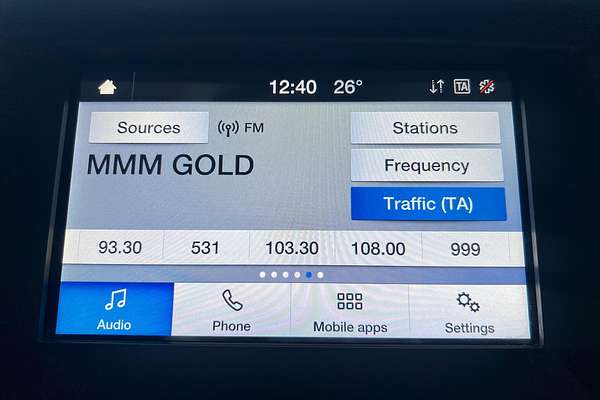 12:40 26° TA
Sources FM Stations
MMM GOLD
Frequency
Traffic (TA)
93.30 531 103.30 108.00 999
Audio Phone Mobile apps Settings